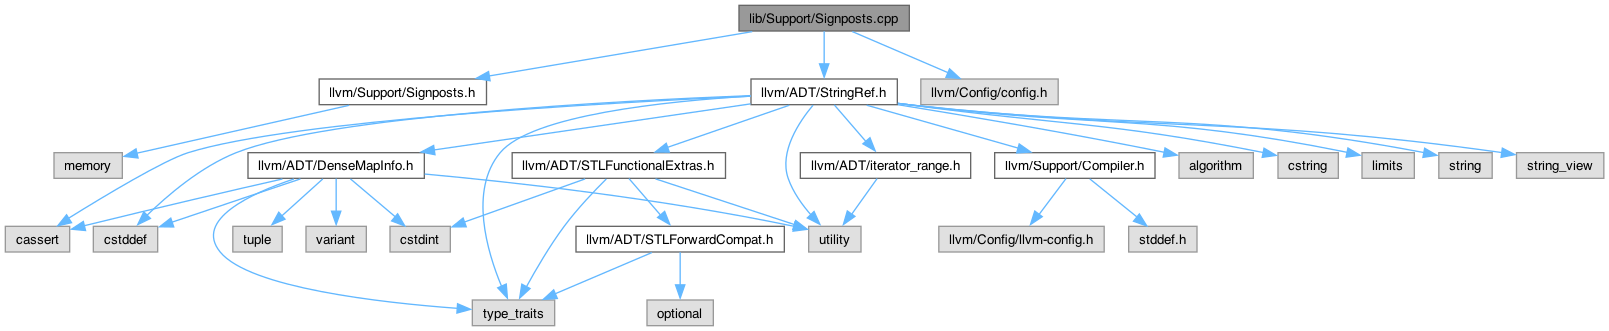 lib/Support/Signposts.cpp
llvm/Support/Signposts.h
llvm/ADT/StringRef.h
llvm/Config/config.h
memory
llvm/ADT/DenseMapInfo.h
llvm/ADT/STLFunctionalExtras.h
llvm/ADT/iterator_range.h
llvm/Support/Compiler.h
algorithm
cstring
limits
string
string_view
cassert
cstddef
tuple
variant
cstdint
llvm/ADT/STLForwardCompat.h
utility
llvm/Config/llvm-config.h
stddef.h
type_traits
optional